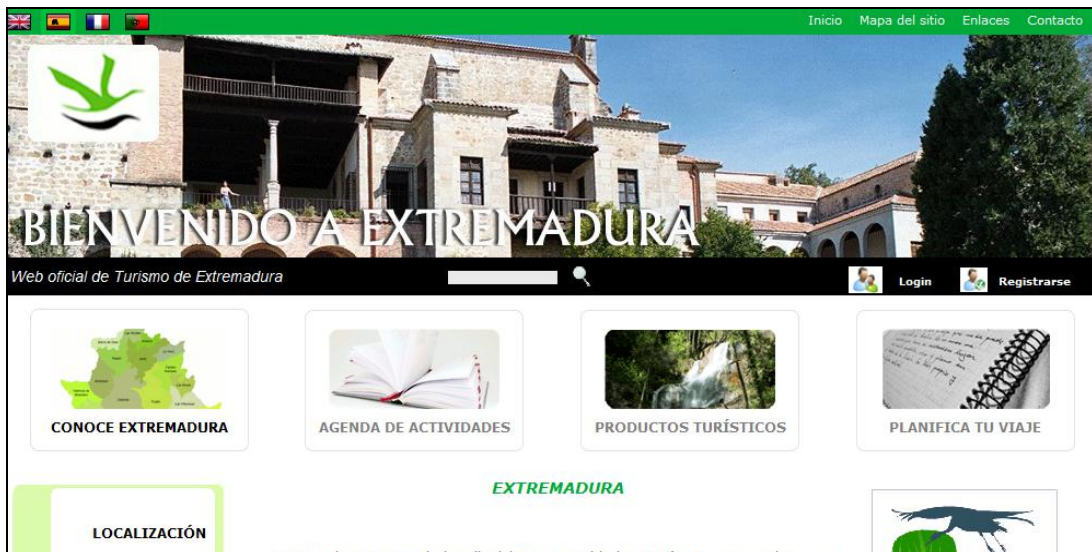 Inicio Mapa del sitio Enlaces Contacto
BIENVENIDO A EXTREMADURA
Web oficial de Turismo de Extremadura
Login Registrarse
CONOCE EXTREMADURA
AGENDA DE ACTIVIDADES
PRODUCTOS TURÍSTICOS
PLANIFICA TU VIAJE
EXTREMADURA
LOCALIZACIÓN